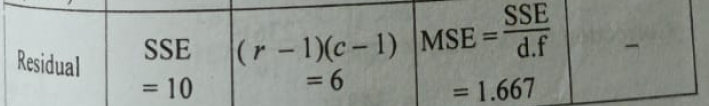 Residual SSE = 10 (r − 1)(c − 1) = 6 MSE = SSE / d.f = 1.667 –